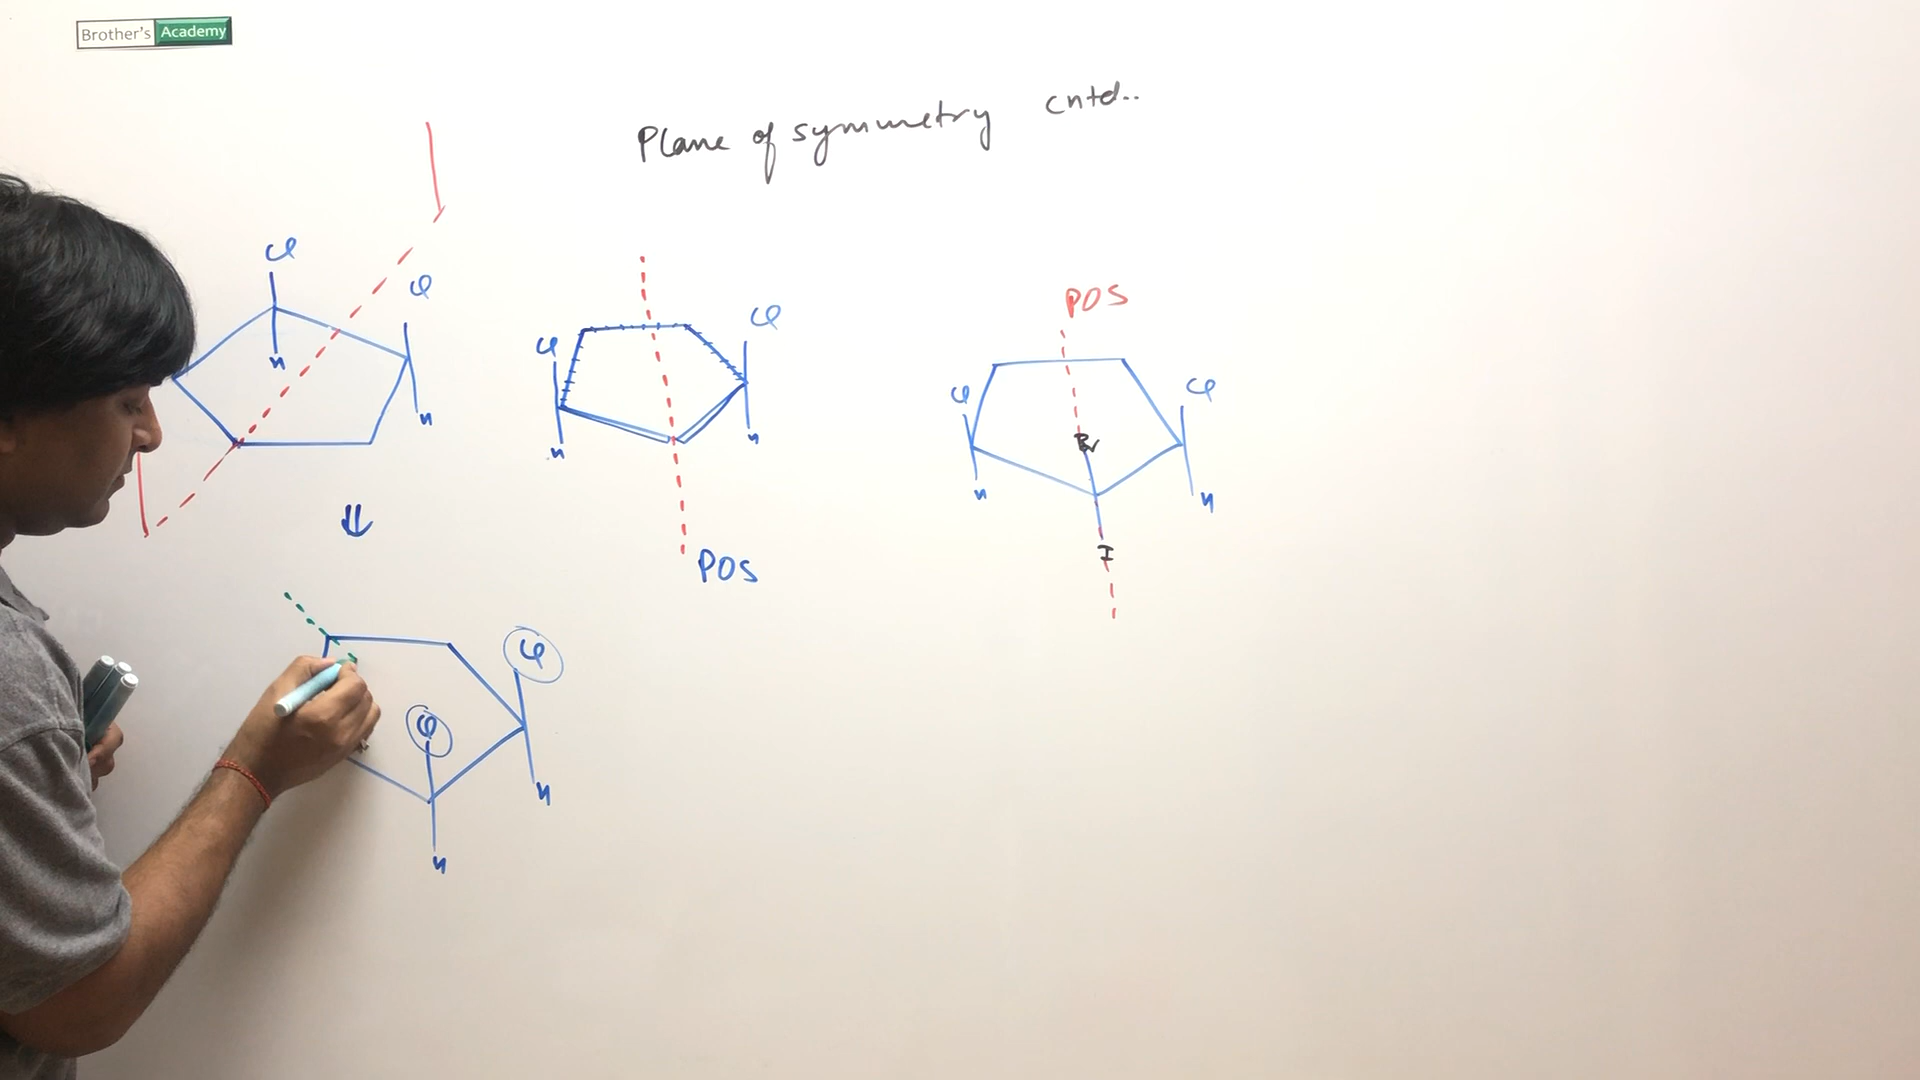 Brother's Academy
Plane of symmetry cntd..
Cl
Cl
H
H
Cl
Cl
H
H
POS
POS
Cl
Cl
Br
H
H
I
Cl
Cl
H
H